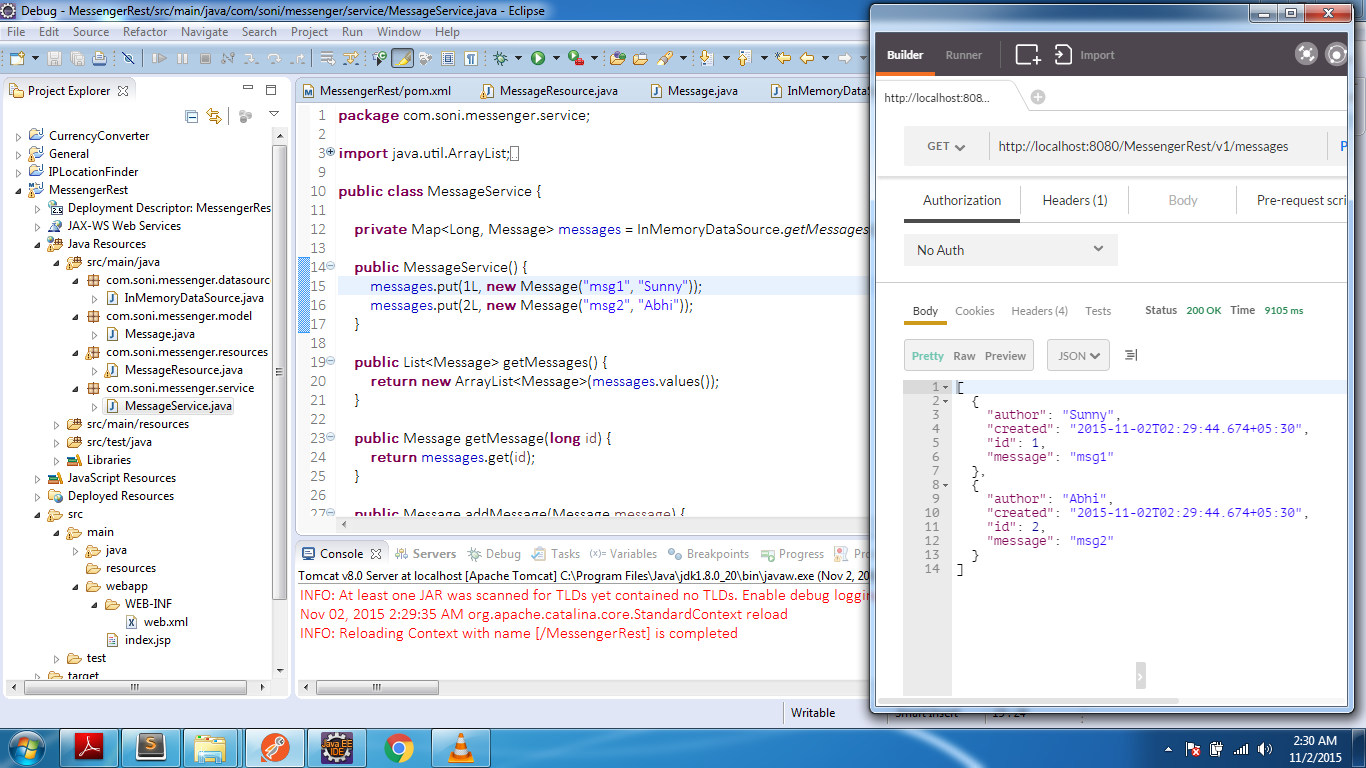 Debug - MessengerRest/src/main/java/com/soni/messenger/service/MessageService.java - Eclipse
File Edit Source Refactor Navigate Search Project Run Window Help
Project Explorer
CurrencyConverter
General
IPLocationFinder
MessengerRest
Deployment Descriptor: MessengerRes
JAX-WS Web Services
Java Resources
src/main/java
com.soni.messenger.datasourc
InMemoryDataSource.java
com.soni.messenger.model
Message.java
com.soni.messenger.resources
MessageResource.java
com.soni.messenger.service
MessageService.java
src/main/resources
src/test/java
Libraries
JavaScript Resources
Deployed Resources
src
main
java
resources
webapp
WEB-INF
web.xml
index.jsp
test
target
MessengerRest/pom.xml MessageResource.java Message.java InMemoryDataS
1 package com.soni.messenger.service;
2
3 import java.util.ArrayList;
9
10 public class MessageService {
11
12 private Map<Long, Message> messages = InMemoryDataSource.getMessages
13
14 public MessageService() {
15 messages.put(1L, new Message("msg1", "Sunny"));
16 messages.put(2L, new Message("msg2", "Abhi"));
17 }
18
19 public List<Message> getMessages() {
20 return new ArrayList<Message>(messages.values());
21 }
22
23 public Message getMessage(long id) {
24 return messages.get(id);
25 }
26
27 public Message addMessage(Message message) {
Console Servers Debug Tasks (x)= Variables Breakpoints Progress Pro
Tomcat v8.0 Server at localhost [Apache Tomcat] C:\Program Files\Java\jdk1.8.0_20\bin\javaw.exe (Nov 2, 20
INFO: At least one JAR was scanned for TLDs yet contained no TLDs. Enable debug loggin
Nov 02, 2015 2:29:35 AM org.apache.catalina.core.StandardContext reload
INFO: Reloading Context with name [/MessengerRest] is completed
Writable Smart Insert 15 : 24
Builder Runner Import
http://localhost:808...
GET http://localhost:8080/MessengerRest/v1/messages P
Authorization Headers (1) Body Pre-request scri
No Auth
Body Cookies Headers (4) Tests Status 200 OK Time 9105 ms
Pretty Raw Preview JSON
1 [
2 {
3 "author": "Sunny",
4 "created": "2015-11-02T02:29:44.674+05:30",
5 "id": 1,
6 "message": "msg1"
7 },
8 {
9 "author": "Abhi",
10 "created": "2015-11-02T02:29:44.674+05:30",
11 "id": 2,
12 "message": "msg2"
13 }
14 ]
Java EE
IDE
2:30 AM
11/2/2015